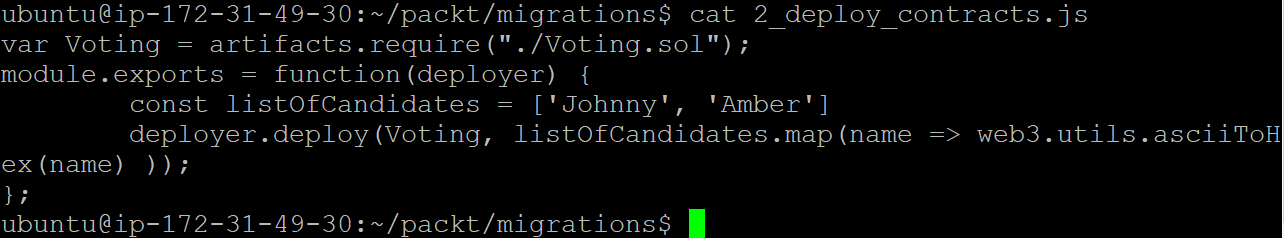 ubuntu@ip-172-31-49-30:~/packt/migrations$ cat 2_deploy_contracts.js
var Voting = artifacts.require("./Voting.sol");
module.exports = function(deployer) {
        const listOfCandidates = ['Johnny', 'Amber']
        deployer.deploy(Voting, listOfCandidates.map(name => web3.utils.asciiToH
ex(name) ));
};
ubuntu@ip-172-31-49-30:~/packt/migrations$